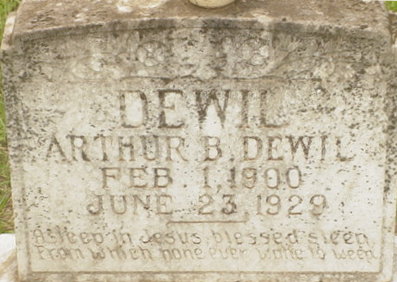 DEWIL
ARTHUR B. DEWIL
FEB. 1, 1900
JUNE 23, 1929
Asleep in Jesus blessed sleep
From which none ever wake to weep